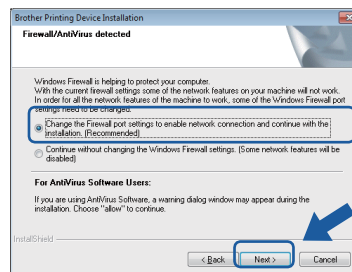 Brother Printing Device Installation
Firewall/AntiVirus detected
Windows Firewall is helping to protect your computer.
With the current firewall settings some of the network features on your machine will not work.
In order for all the network features of the machine to work, some of the Windows Firewall port
settings need to be changed.
Change the Firewall port settings to enable network connection and continue with the
installation. (Recommended)
Continue without changing the Windows Firewall settings. (Some network features will be
disabled)
For AntiVirus Software Users:
If you are using AntiVirus Software, a warning dialog window may appear during the
installation. Choose "allow" to continue.
InstallShield
< Back Next > Cancel